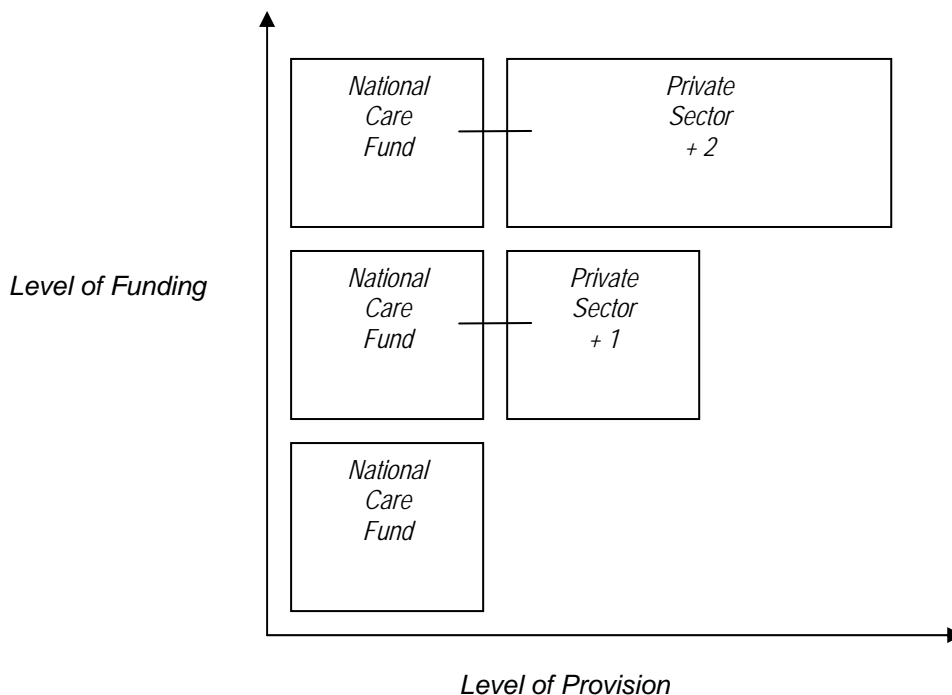 National
Care
Fund
Private
Sector
+ 2
Level of Funding
National
Care
Fund
Private
Sector
+ 1
National
Care
Fund
Level of Provision